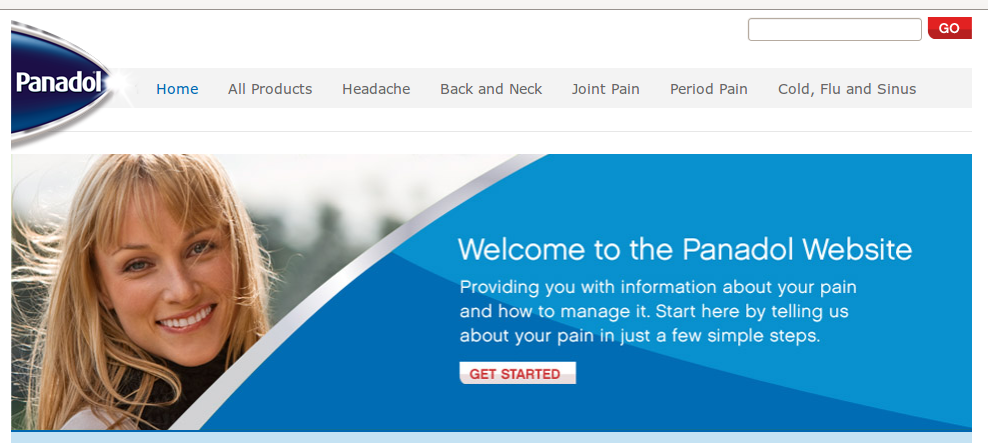 GO
Panadol
Home All Products Headache Back and Neck Joint Pain Period Pain Cold, Flu and Sinus
Welcome to the Panadol Website
Providing you with information about your pain
and how to manage it. Start here by telling us
about your pain in just a few simple steps.
GET STARTED